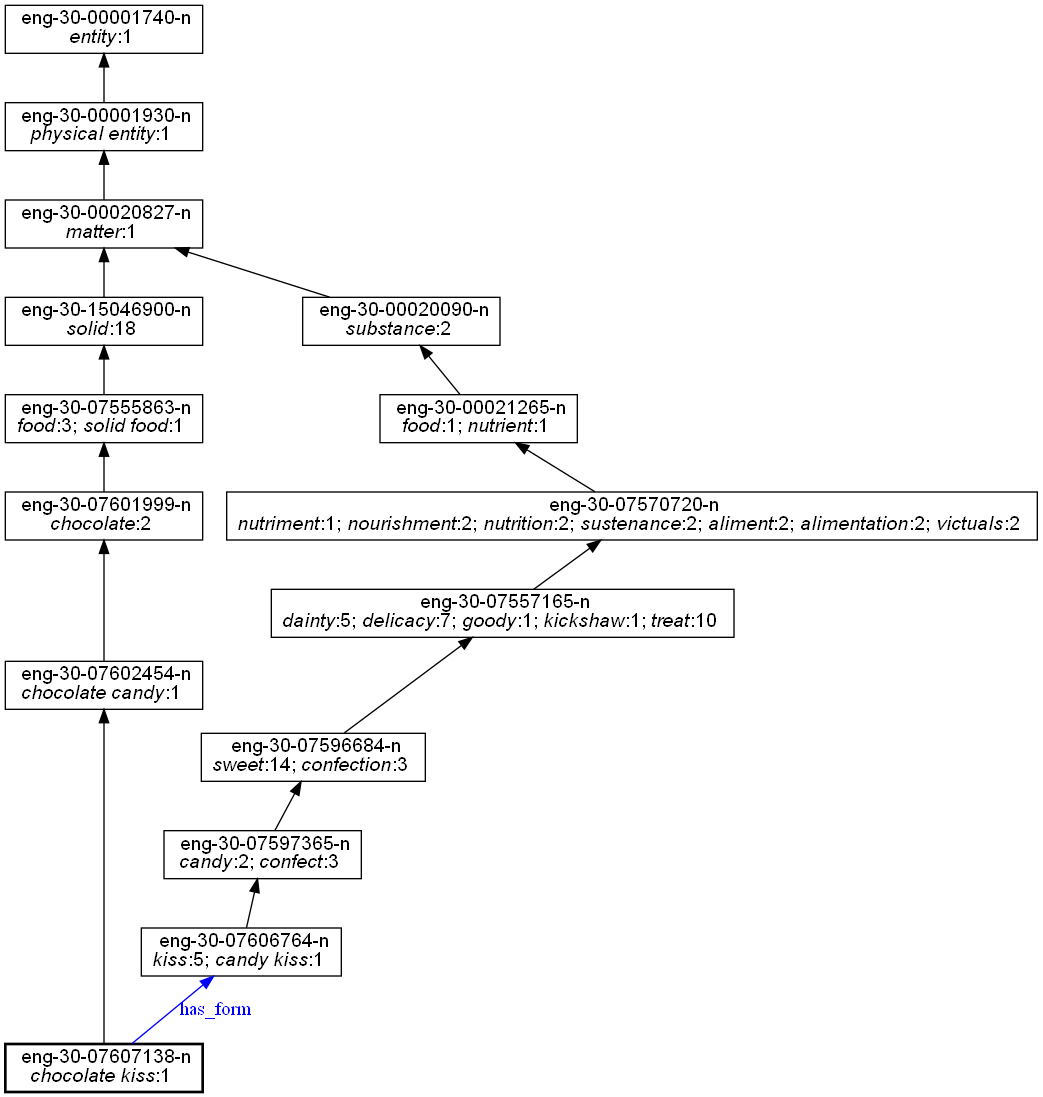 eng-30-00001740-n
entity:1
eng-30-00001930-n
physical entity:1
eng-30-00020827-n
matter:1
eng-30-15046900-n
solid:18
eng-30-00020090-n
substance:2
eng-30-07555863-n
food:3; solid food:1
eng-30-00021265-n
food:1; nutrient:1
eng-30-07601999-n
chocolate:2
eng-30-07570720-n
nutriment:1; nourishment:2; nutrition:2; sustenance:2; aliment:2; alimentation:2; victuals:2
eng-30-07557165-n
dainty:5; delicacy:7; goody:1; kickshaw:1; treat:10
eng-30-07602454-n
chocolate candy:1
eng-30-07596684-n
sweet:14; confection:3
eng-30-07597365-n
candy:2; confect:3
eng-30-07606764-n
kiss:5; candy kiss:1
has_form
eng-30-07607138-n
chocolate kiss:1